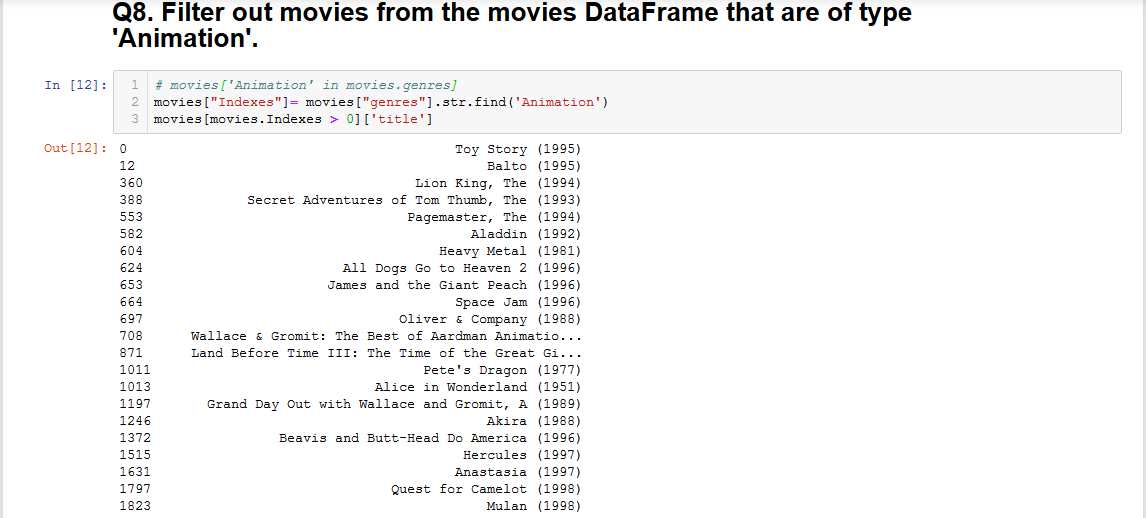 Q8. Filter out movies from the movies DataFrame that are of type
'Animation'.
In [12]:
1 # movies['Animation' in movies.genres]
2 movies["Indexes"]= movies["genres"].str.find('Animation')
3 movies[movies.Indexes > 0]['title']
Out[12]: 0 Toy Story (1995)
12 Balto (1995)
360 Lion King, The (1994)
388 Secret Adventures of Tom Thumb, The (1993)
553 Pagemaster, The (1994)
582 Aladdin (1992)
604 Heavy Metal (1981)
624 All Dogs Go to Heaven 2 (1996)
653 James and the Giant Peach (1996)
664 Space Jam (1996)
697 Oliver & Company (1988)
708 Wallace & Gromit: The Best of Aardman Animatio...
871 Land Before Time III: The Time of the Great Gi...
1011 Pete's Dragon (1977)
1013 Alice in Wonderland (1951)
1197 Grand Day Out with Wallace and Gromit, A (1989)
1246 Akira (1988)
1372 Beavis and Butt-Head Do America (1996)
1515 Hercules (1997)
1631 Anastasia (1997)
1797 Quest for Camelot (1998)
1823 Mulan (1998)